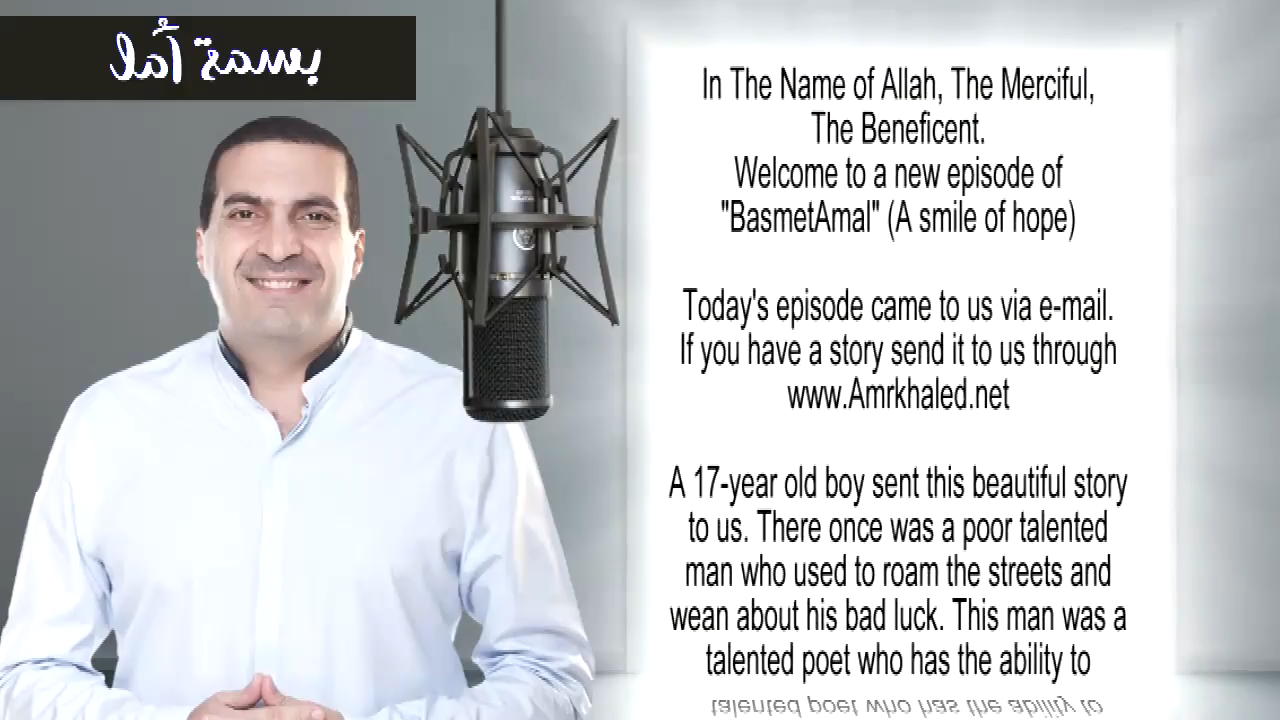 بسمة أمل
In The Name of Allah, The Merciful,
The Beneficent.
Welcome to a new episode of
"BasmetAmal" (A smile of hope)
Today's episode came to us via e-mail.
If you have a story send it to us through
www.Amrkhaled.net
A 17-year old boy sent this beautiful story
to us. There once was a poor talented
man who used to roam the streets and
wean about his bad luck. This man was a
talented poet who has the ability to